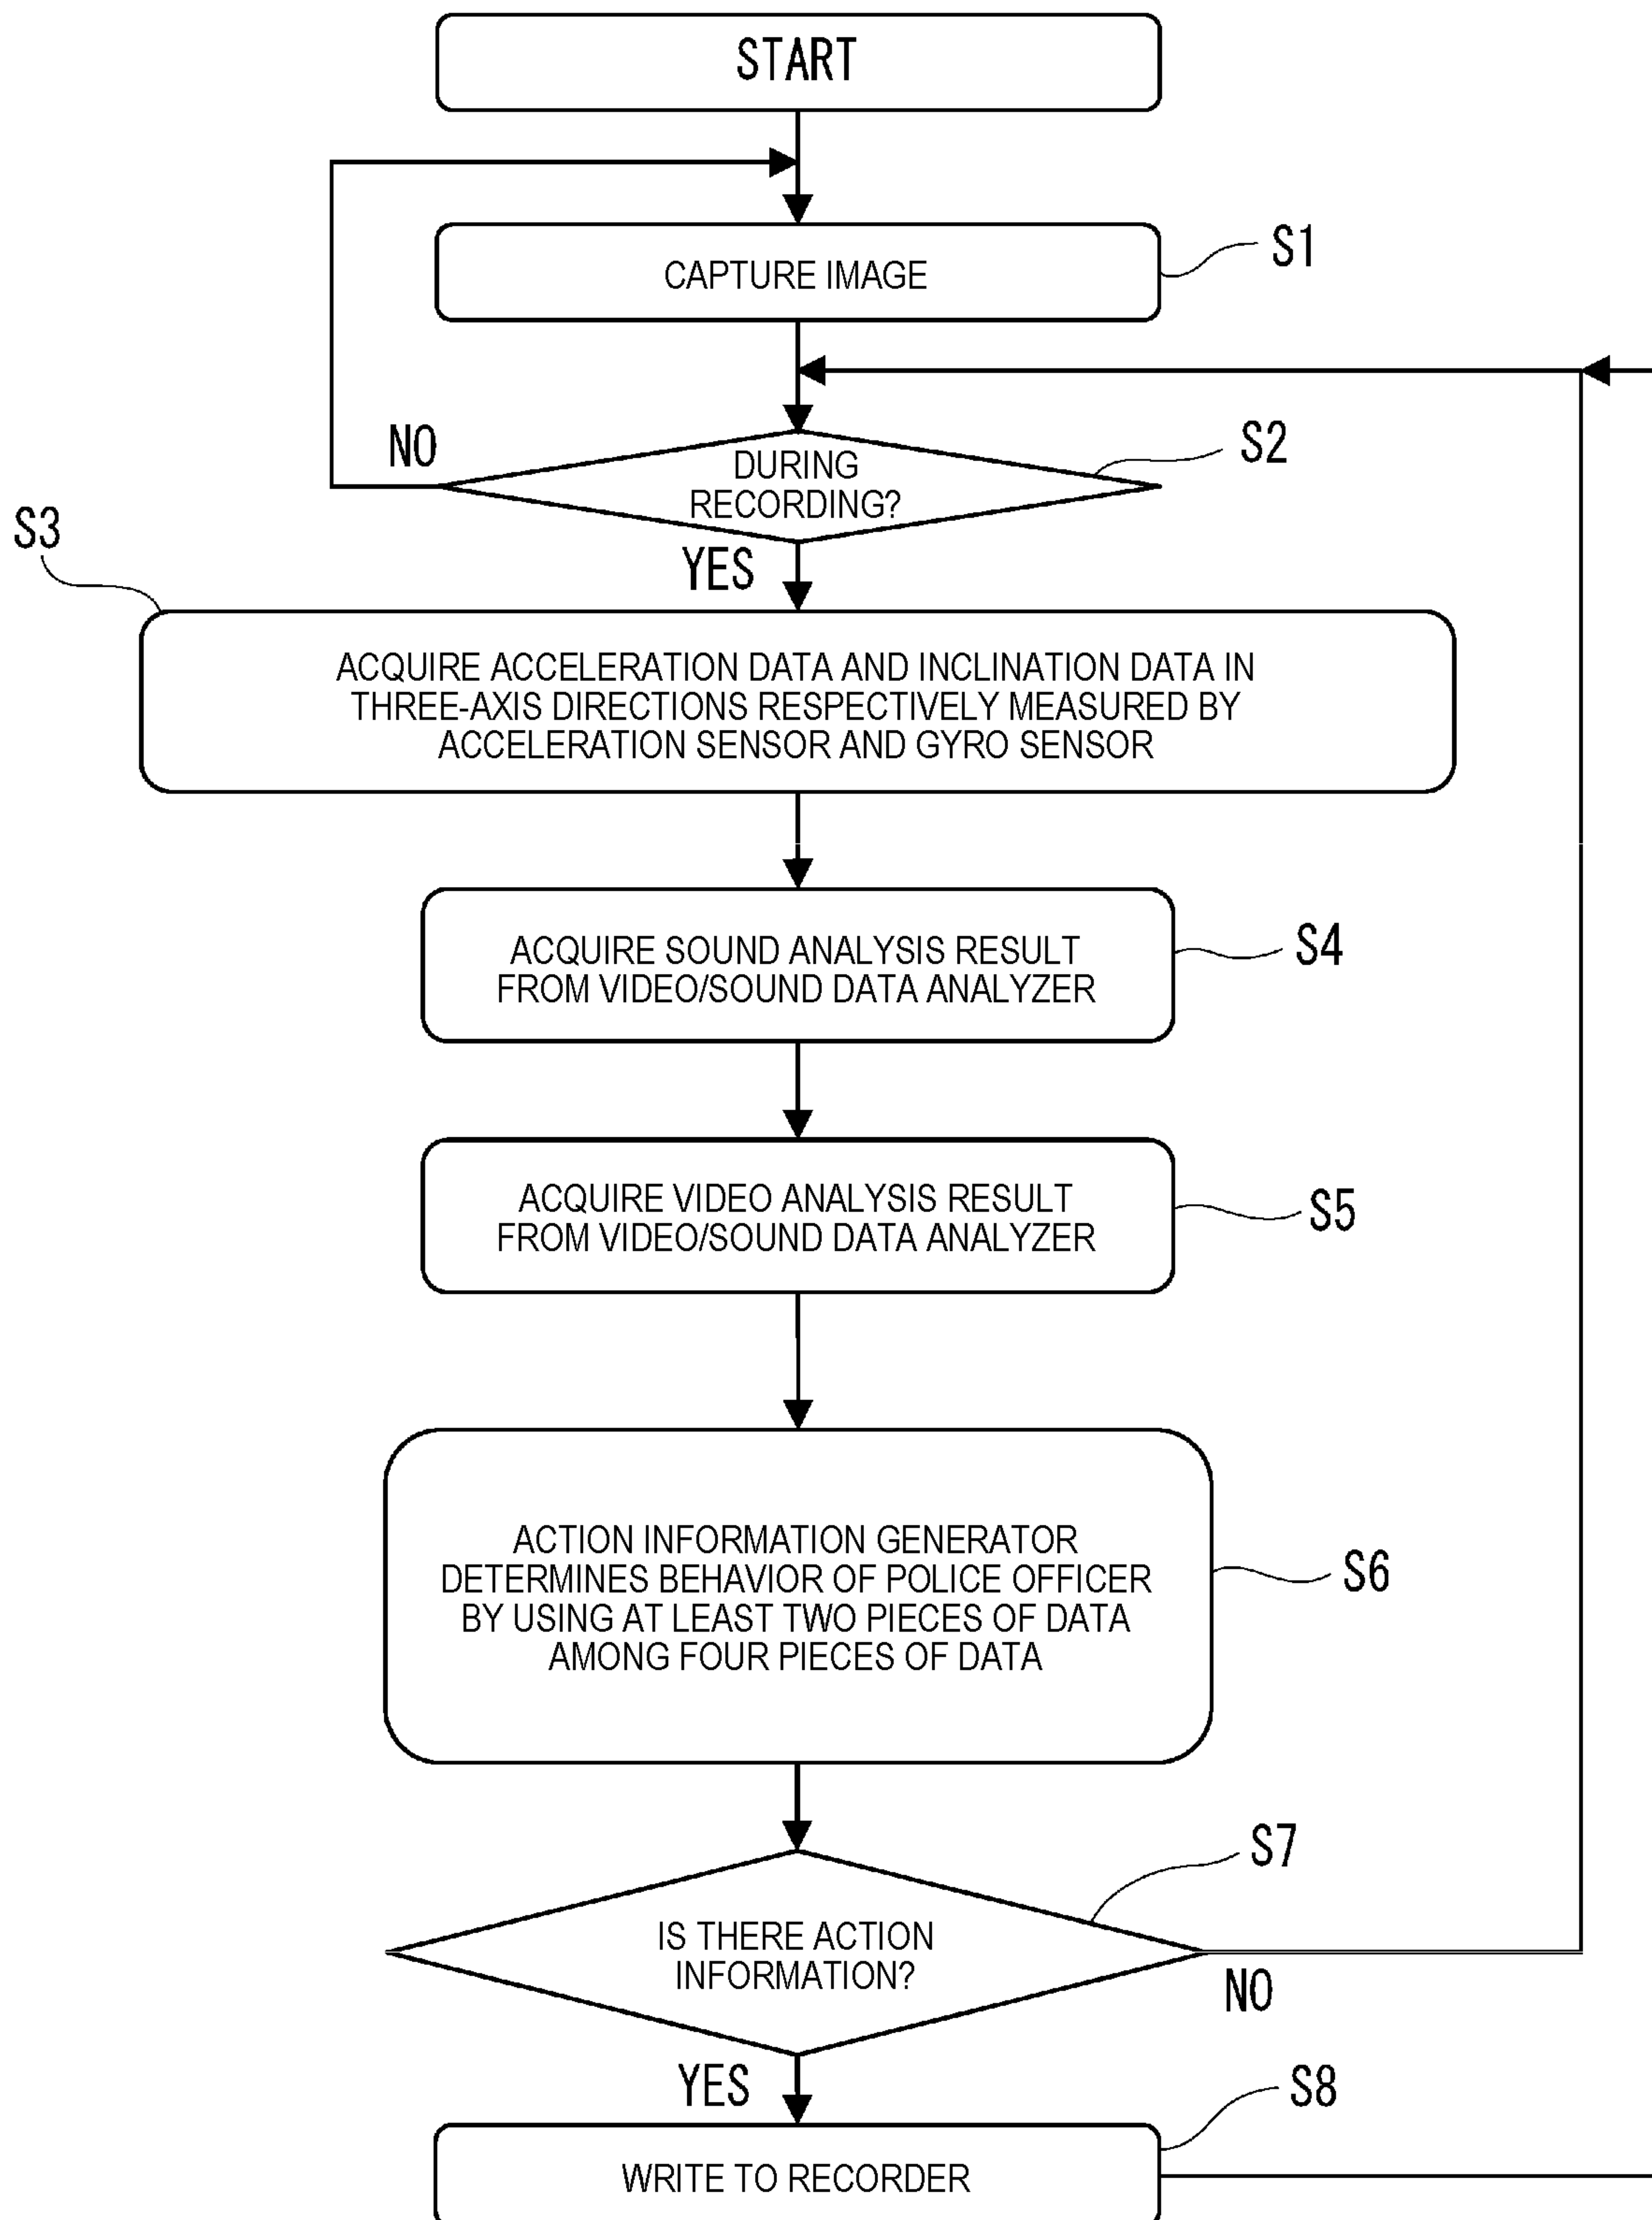 START
CAPTURE IMAGE
S1
NO
DURING
RECORDING?
S2
YES
S3
ACQUIRE ACCELERATION DATA AND INCLINATION DATA IN
THREE-AXIS DIRECTIONS RESPECTIVELY MEASURED BY
ACCELERATION SENSOR AND GYRO SENSOR
ACQUIRE SOUND ANALYSIS RESULT
FROM VIDEO/SOUND DATA ANALYZER
S4
ACQUIRE VIDEO ANALYSIS RESULT
FROM VIDEO/SOUND DATA ANALYZER
S5
ACTION INFORMATION GENERATOR
DETERMINES BEHAVIOR OF POLICE OFFICER
BY USING AT LEAST TWO PIECES OF DATA
AMONG FOUR PIECES OF DATA
S6
S7
IS THERE ACTION
INFORMATION?
NO
YES
S8
WRITE TO RECORDER